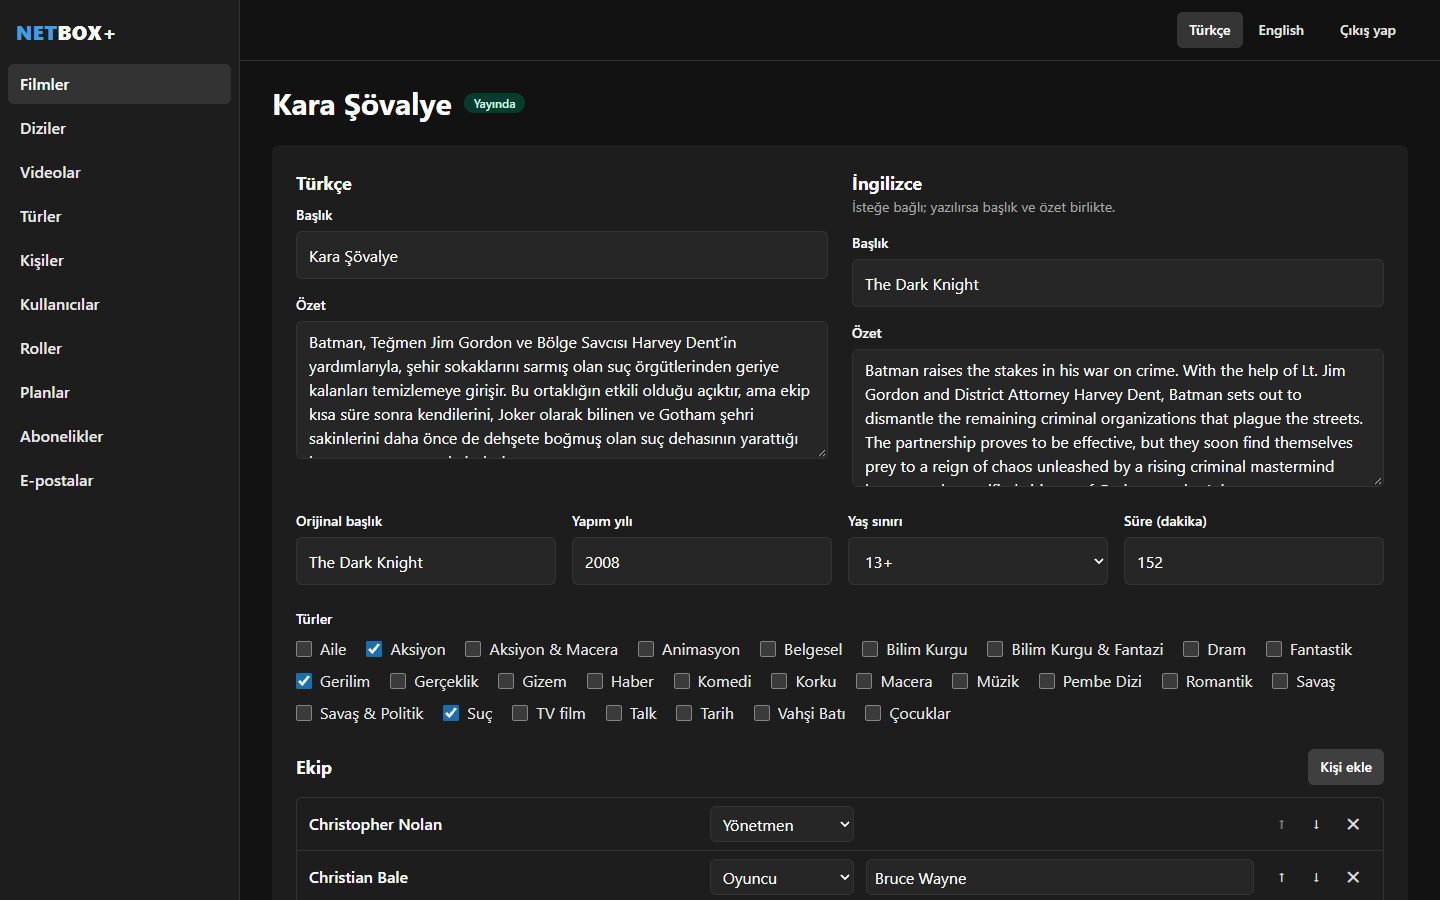 NETBOX+
Türkçe
English
Çıkış yap
Filmler
Diziler
Videolar
Türler
Kişiler
Kullanıcılar
Roller
Planlar
Abonelikler
E-postalar
Kara Şövalye
Yayında
Türkçe
Başlık
Kara Şövalye
Özet
Batman, Teğmen Jim Gordon ve Bölge Savcısı Harvey Dent’in
yardımlarıyla, şehir sokaklarını sarmış olan suç örgütlerinden geriye
kalanları temizlemeye girişir. Bu ortaklığın etkili olduğu açıktır, ama ekip
kısa süre sonra kendilerini, Joker olarak bilinen ve Gotham şehri
sakinlerini daha önce de dehşete boğmuş olan suç dehasının yarattığı
İngilizce
İsteğe bağlı; yazılırsa başlık ve özet birlikte.
Başlık
The Dark Knight
Özet
Batman raises the stakes in his war on crime. With the help of Lt. Jim
Gordon and District Attorney Harvey Dent, Batman sets out to
dismantle the remaining criminal organizations that plague the streets.
The partnership proves to be effective, but they soon find themselves
prey to a reign of chaos unleashed by a rising criminal mastermind
Orijinal başlık
The Dark Knight
Yapım yılı
2008
Yaş sınırı
13+
Süre (dakika)
152
Türler
Aile Aksiyon Aksiyon & Macera Animasyon Belgesel Bilim Kurgu Bilim Kurgu & Fantazi Dram Fantastik
Gerilim Gerçeklik Gizem Haber Komedi Korku Macera Müzik Pembe Dizi Romantik Savaş
Savaş & Politik Suç TV film Talk Tarih Vahşi Batı Çocuklar
Ekip
Kişi ekle
Christopher Nolan
Yönetmen
↑ ↓ ✕
Christian Bale
Oyuncu
Bruce Wayne
↑ ↓ ✕